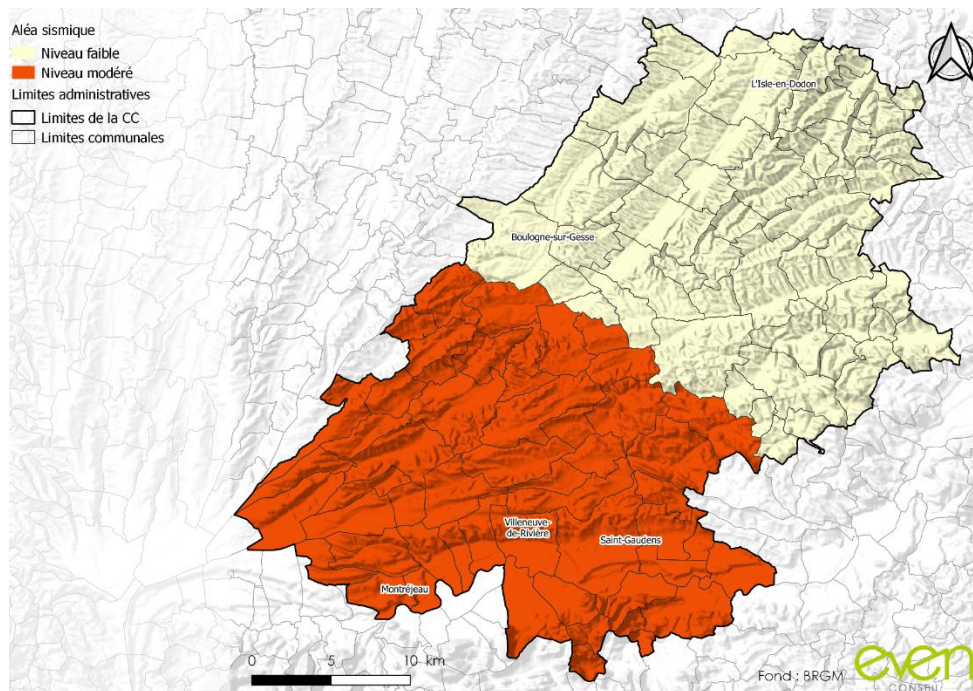 Aléa sismique
Niveau faible
Niveau modéré
Limites administratives
Limites de la CC
Limites communales
L'Isle-en-Dodon
Boulogne-sur-Gesse
Villeneuve-
de-Rivière
Saint-Gaudens
Montréjeau
0 5 10 km
Fond : BRGM
even
CONSEIL